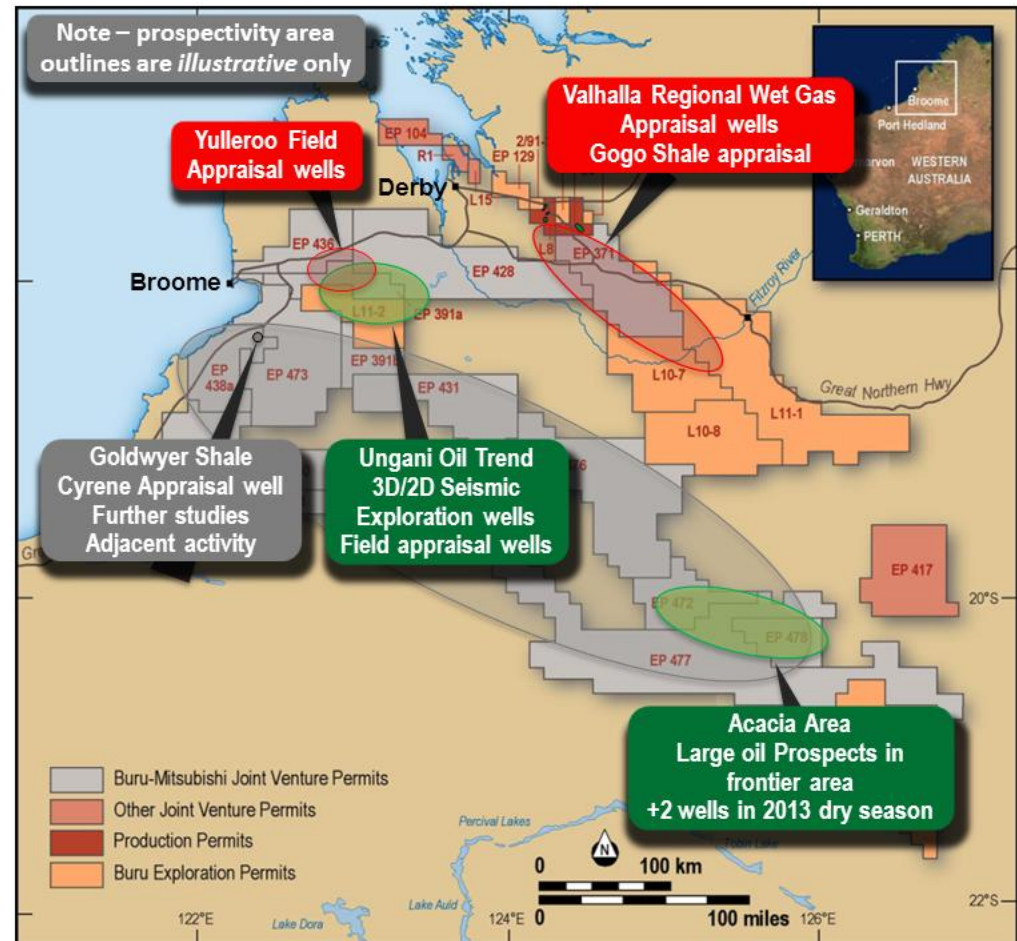 Note – prospectivity area
outlines are illustrative only
Yulleroo Field
Appraisal wells
Valhalla Regional Wet Gas
Appraisal wells
Gogo Shale appraisal
Broome
Port Hedland
WESTERN
AUSTRALIA
Geraldton
PERTH
EP 104
R1
2/91-
EP 129
Derby
L15
L8
EP 371
EP 436
EP 428
Fitzroy River
Broome
L11-2
EP 391a
EP
438a
EP 473
EP 391b
EP 431
L10-7
L10-8
L11-1
Great Northern Hwy
Goldwyer Shale
Cyrene Appraisal well
Further studies
Adjacent activity
Ungani Oil Trend
3D/2D Seismic
Exploration wells
Field appraisal wells
EP 417
20°S
EP 472
EP 478
EP 477
Acacia Area
Large oil Prospects in
frontier area
+2 wells in 2013 dry season
Buru-Mitsubishi Joint Venture Permits
Other Joint Venture Permits
Production Permits
Buru Exploration Permits
Percival Lakes
Tobin Lake
N
0 100 km
0 100 miles
Lake Auld
Lake Dora
122°E
124°E
126°E
22°S